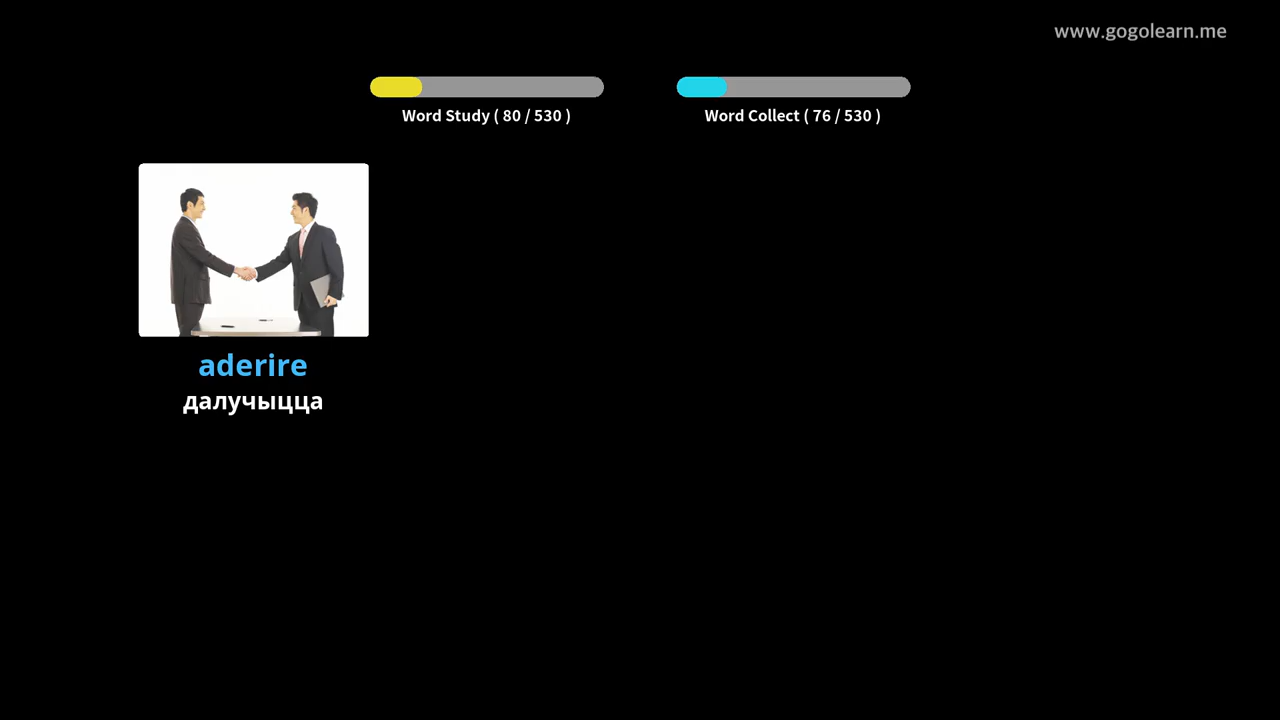 www.gogolearn.me
Word Study ( 80 / 530 )
Word Collect ( 76 / 530 )
aderire
далучыцца